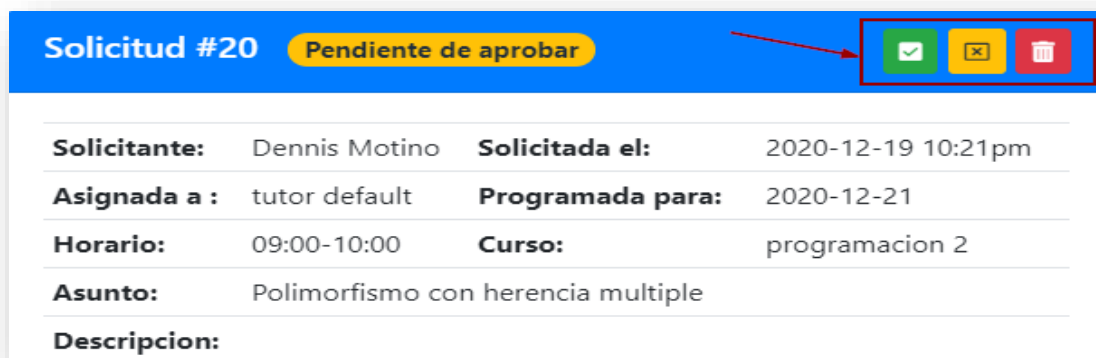 Solicitud #20 Pendiente de aprobar
Solicitante: Dennis Motino Solicitada el: 2020-12-19 10:21pm
Asignada a : tutor default Programada para: 2020-12-21
Horario: 09:00-10:00 Curso: programacion 2
Asunto: Polimorfismo con herencia multiple
Descripcion: